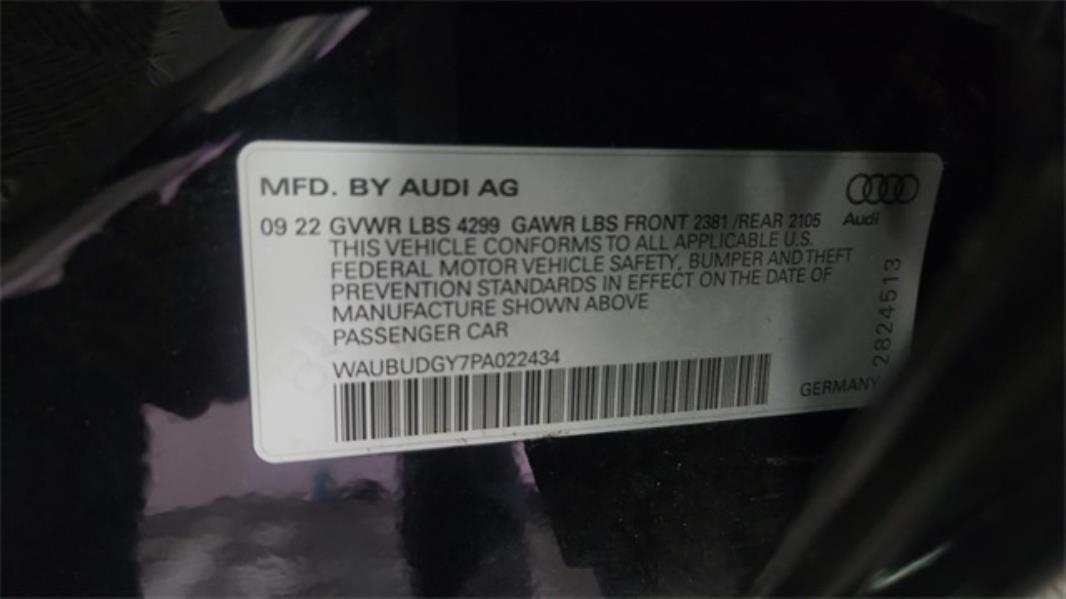 MFD. BY AUDI AG
Audi
09 22 GVWR LBS 4299 GAWR LBS FRONT 2381 /REAR 2105
THIS VEHICLE CONFORMS TO ALL APPLICABLE U.S.
FEDERAL MOTOR VEHICLE SAFETY, BUMPER AND THEFT
PREVENTION STANDARDS IN EFFECT ON THE DATE OF
MANUFACTURE SHOWN ABOVE
PASSENGER CAR
WAUBUDGY7PA022434
GERMANY
2824513